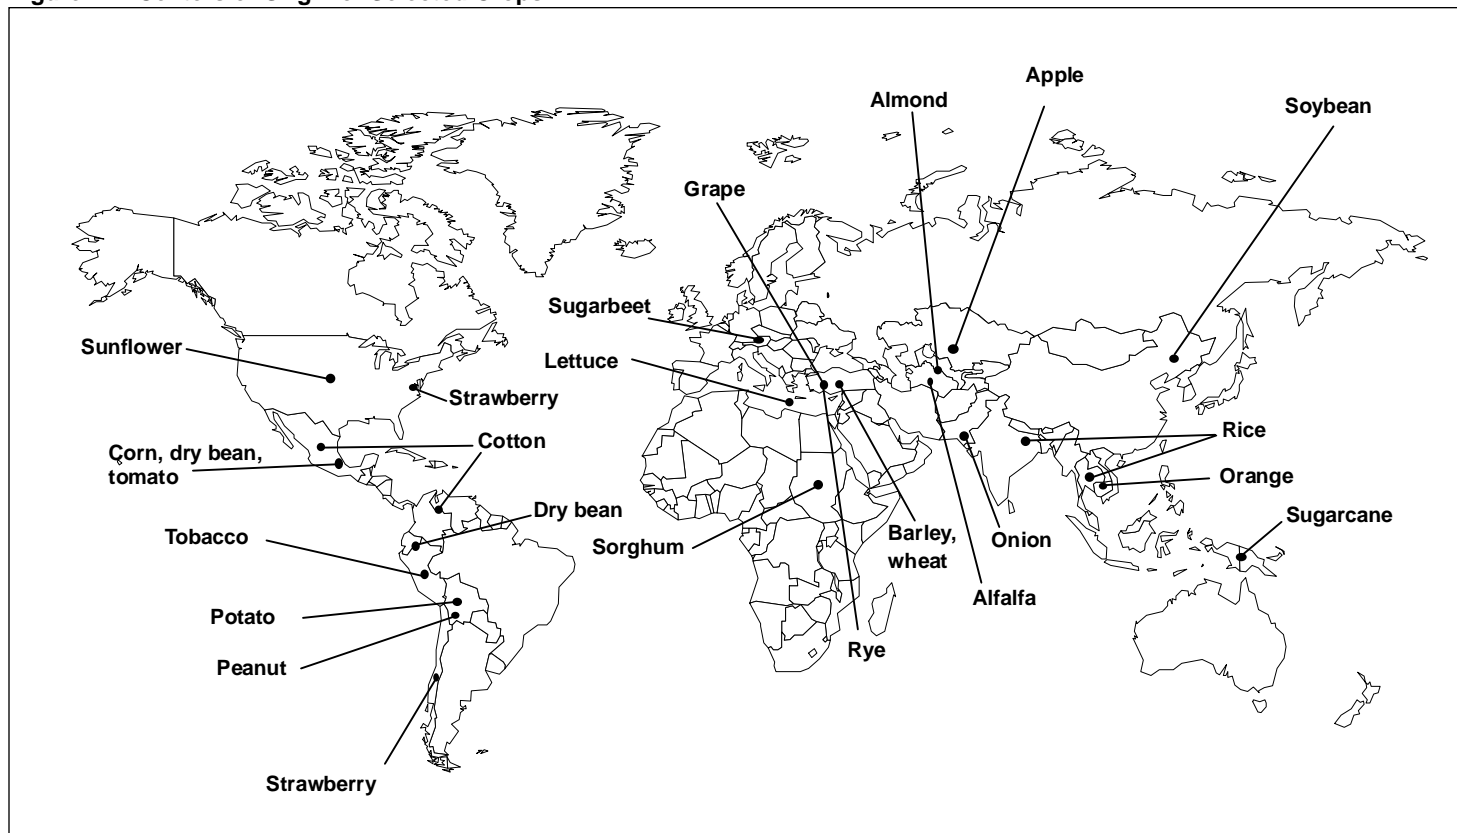 Apple
Almond
Soybean
Grape
Sugarbeet
Sunflower
Lettuce
Strawberry
Cotton
Rice
Corn, dry bean,
tomato
Orange
Dry bean
Sugarcane
Tobacco
Sorghum
Barley,
wheat
Onion
Alfalfa
Potato
Rye
Peanut
Strawberry